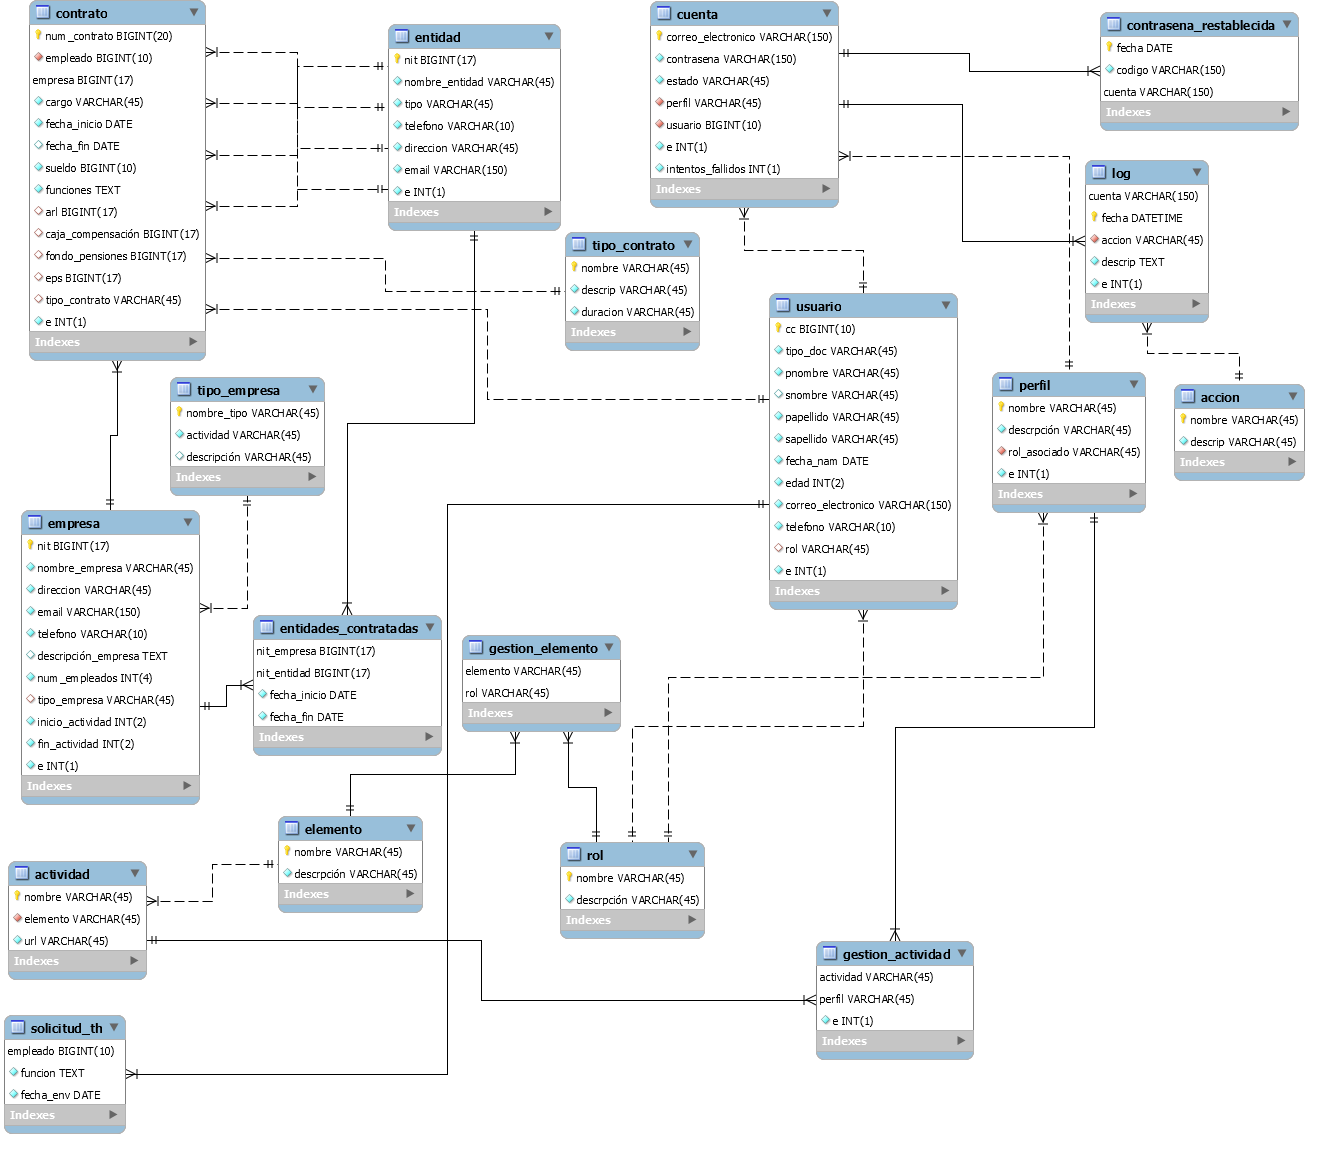 contrato
num_contrato BIGINT(20)
empleado BIGINT(10)
empresa BIGINT(17)
cargo VARCHAR(45)
fecha_inicio DATE
fecha_fin DATE
sueldo BIGINT(10)
funciones TEXT
arl BIGINT(17)
caja_compensación BIGINT(17)
fondo_pensiones BIGINT(17)
eps BIGINT(17)
tipo_contrato VARCHAR(45)
e INT(1)
Indexes
entidad
nit BIGINT(17)
nombre_entidad VARCHAR(45)
tipo VARCHAR(45)
telefono VARCHAR(10)
direccion VARCHAR(45)
email VARCHAR(150)
e INT(1)
Indexes
cuenta
correo_electronico VARCHAR(150)
contrasena VARCHAR(150)
estado VARCHAR(45)
perfil VARCHAR(45)
usuario BIGINT(10)
e INT(1)
intentos_fallidos INT(1)
Indexes
contrasena_restablecida
fecha DATE
codigo VARCHAR(150)
cuenta VARCHAR(150)
Indexes
log
cuenta VARCHAR(150)
fecha DATETIME
accion VARCHAR(45)
descrip TEXT
e INT(1)
Indexes
tipo_contrato
nombre VARCHAR(45)
descrip VARCHAR(45)
duracion VARCHAR(45)
Indexes
usuario
cc BIGINT(10)
tipo_doc VARCHAR(45)
pnombre VARCHAR(45)
snombre VARCHAR(45)
papellido VARCHAR(45)
sapellido VARCHAR(45)
fecha_nam DATE
edad INT(2)
correo_electronico VARCHAR(150)
telefono VARCHAR(10)
rol VARCHAR(45)
e INT(1)
Indexes
perfil
nombre VARCHAR(45)
descrpción VARCHAR(45)
rol_asociado VARCHAR(45)
e INT(1)
Indexes
accion
nombre VARCHAR(45)
descrip VARCHAR(45)
Indexes
tipo_empresa
nombre_tipo VARCHAR(45)
actividad VARCHAR(45)
descripción VARCHAR(45)
Indexes
empresa
nit BIGINT(17)
nombre_empresa VARCHAR(45)
direccion VARCHAR(45)
email VARCHAR(150)
telefono VARCHAR(10)
descripción_empresa TEXT
num_empleados INT(4)
tipo_empresa VARCHAR(45)
inicio_actividad INT(2)
fin_actividad INT(2)
e INT(1)
Indexes
entidades_contratadas
nit_empresa BIGINT(17)
nit_entidad BIGINT(17)
fecha_inicio DATE
fecha_fin DATE
Indexes
gestion_elemento
elemento VARCHAR(45)
rol VARCHAR(45)
Indexes
elemento
nombre VARCHAR(45)
descrpción VARCHAR(45)
Indexes
rol
nombre VARCHAR(45)
descrpción VARCHAR(45)
Indexes
actividad
nombre VARCHAR(45)
elemento VARCHAR(45)
url VARCHAR(45)
Indexes
gestion_actividad
actividad VARCHAR(45)
perfil VARCHAR(45)
e INT(1)
Indexes
solicitud_th
empleado BIGINT(10)
funcion TEXT
fecha_env DATE
Indexes